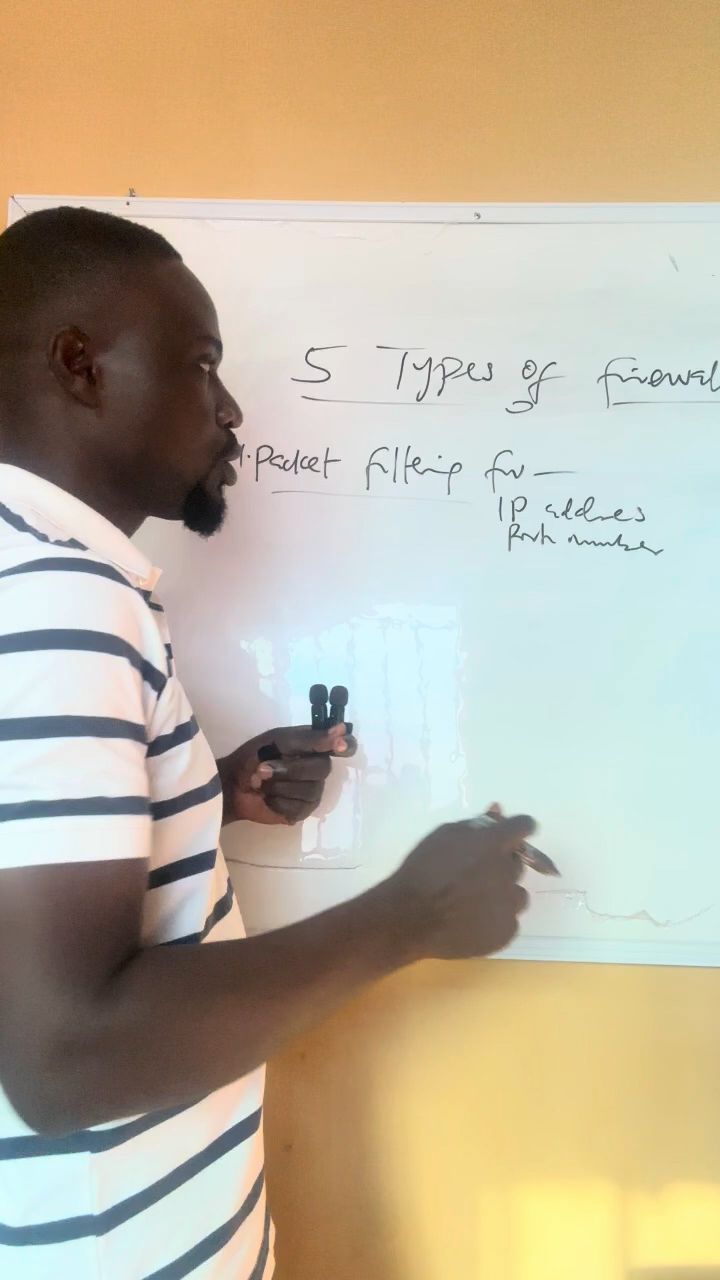 5 Types of firewal
1. Packet filtering fw —
IP address
Port number